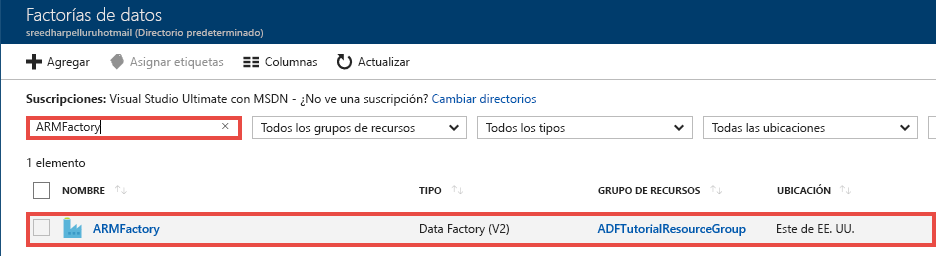 Factorías de datos
sreedharpelluruhotmail (Directorio predeterminado)
Agregar Asignar etiquetas Columnas Actualizar
Suscripciones: Visual Studio Ultimate con MSDN - ¿No ve una suscripción? Cambiar directorios
ARMFactory × Todos los grupos de recursos Todos los tipos Todas las ubicaciones
1 elemento
NOMBRE TIPO GRUPO DE RECURSOS UBICACIÓN
ARMFactory Data Factory (V2) ADFTutorialResourceGroup Este de EE. UU.